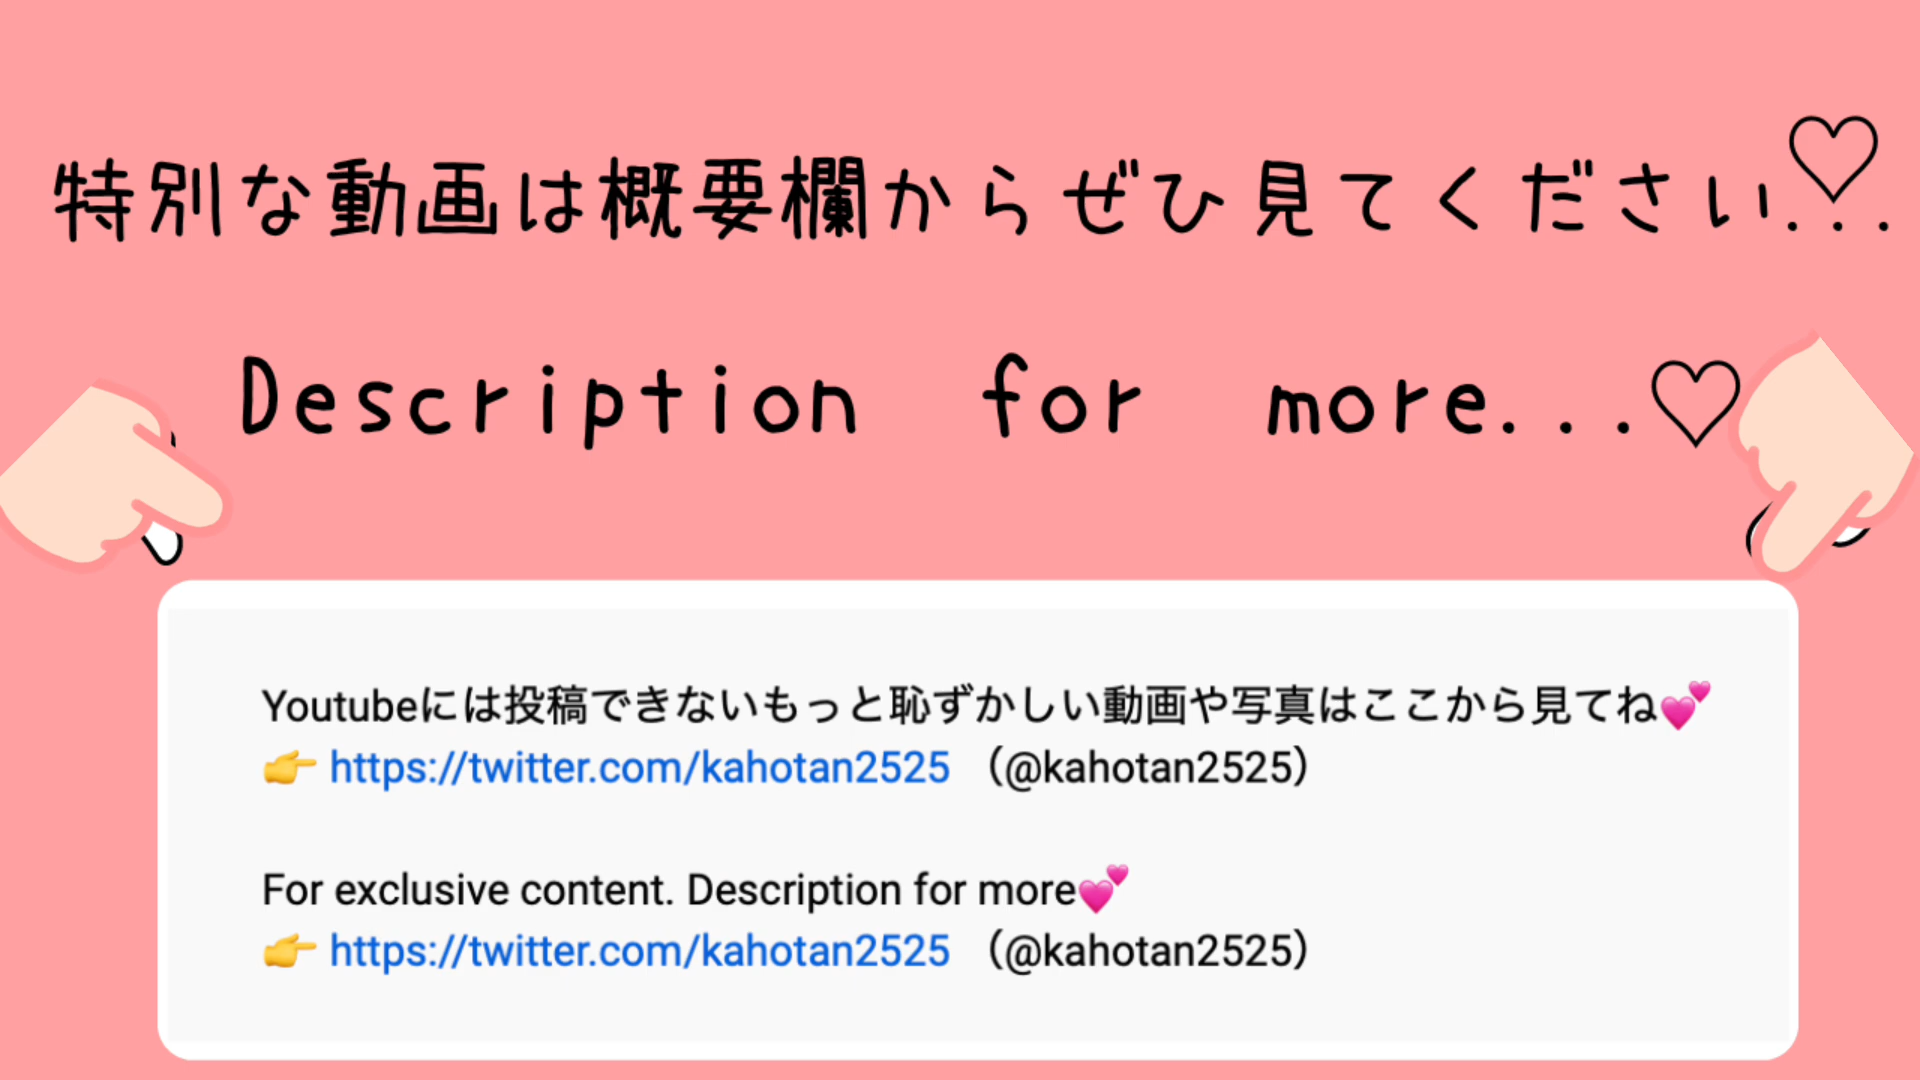 特別な動画は概要欄からぜひ見てください...♡
Description for more...♡
Youtubeには投稿できないもっと恥ずかしい動画や写真はここから見てね💕
👉 https://twitter.com/kahotan2525 （@kahotan2525）
For exclusive content. Description for more💕
👉 https://twitter.com/kahotan2525 （@kahotan2525）